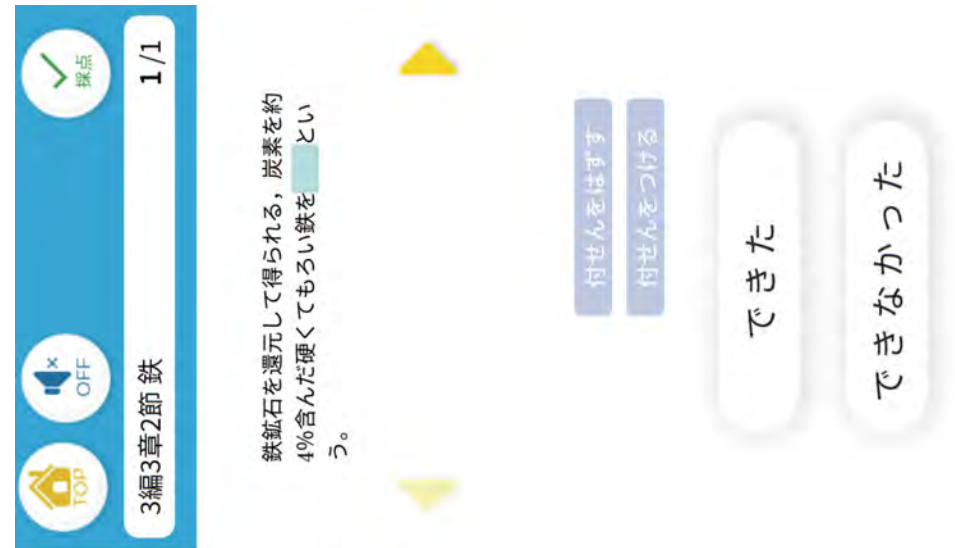 TOP
OFF
採点
3編3章2節 鉄
1/1
鉄鉱石を還元して得られる，炭素を約
4%含んだ硬くてもろい鉄を とい
う。
付せんをはずす
付せんをつける
できた
できなかった